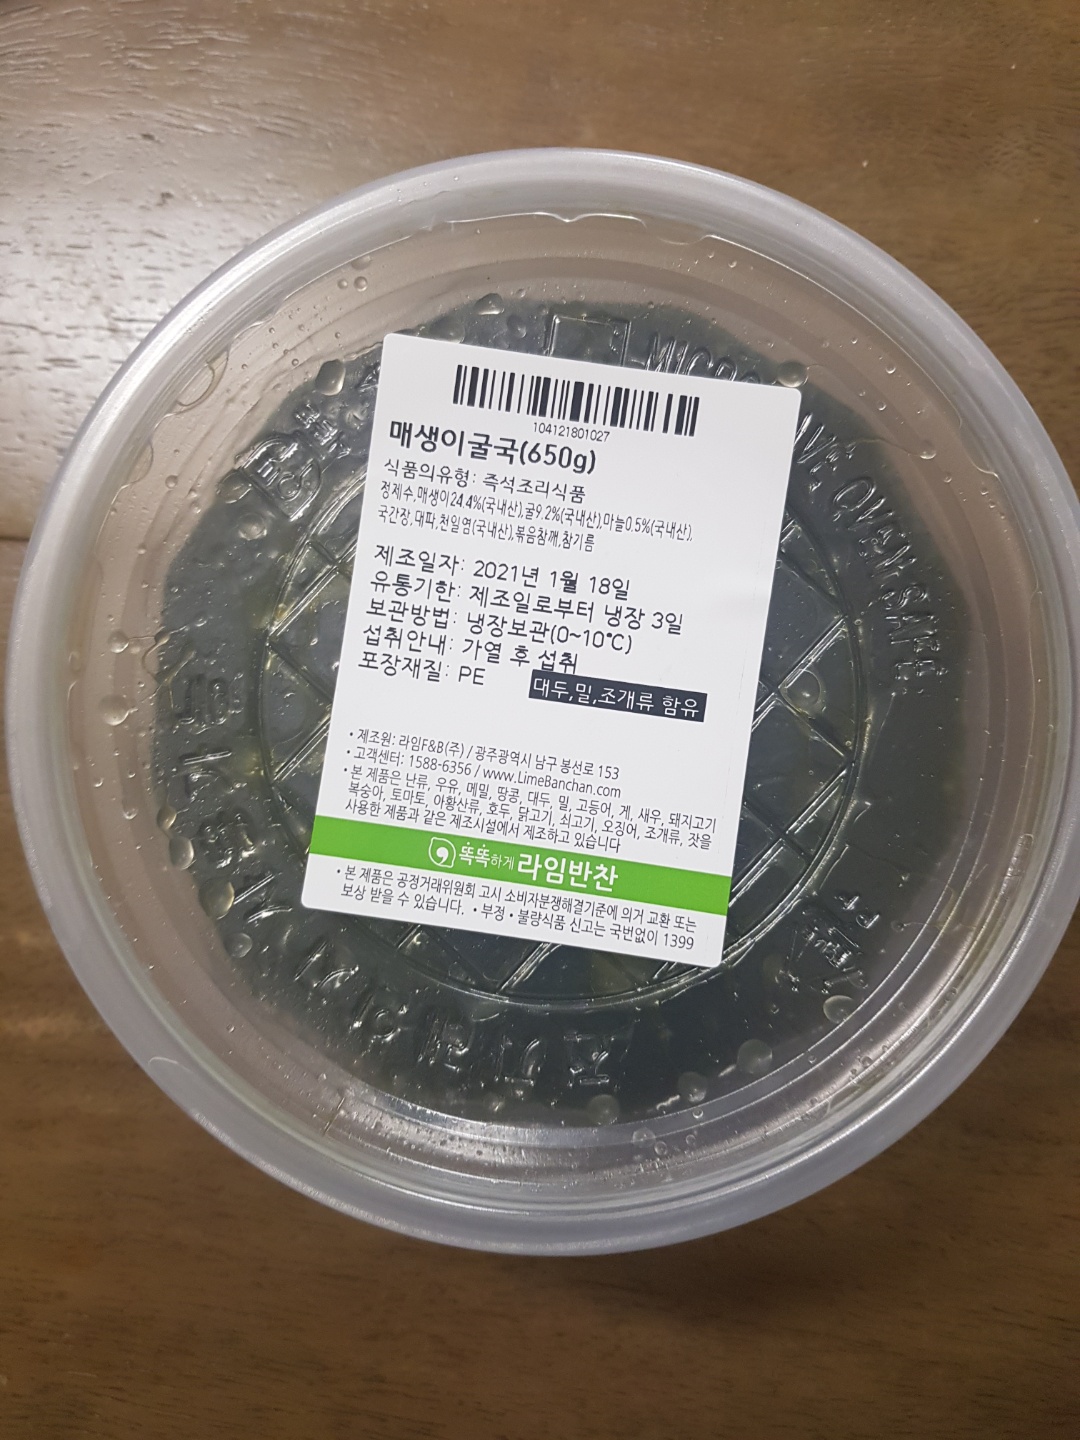 104121801027
매생이굴국(650g)
식품의유형: 즉석조리식품
정제수,매생이24.4%(국내산),굴9.2%(국내산),마늘0.5%(국내산),
국간장,대파,천일염(국내산),볶음참깨,참기름
제조일자: 2021년 1월 18일
유통기한: 제조일로부터 냉장 3일
보관방법: 냉장보관(0~10℃)
섭취안내: 가열 후 섭취
포장재질: PE
대두,밀,조개류 함유
• 제조원: 라임F&B(주) / 광주광역시 남구 봉선로 153
• 고객센터: 1588-6356 / www.LimeBanchan.com
• 본 제품은 난류, 우유, 메밀, 땅콩, 대두, 밀, 고등어, 게, 새우, 돼지고기
복숭아, 토마토, 아황산류, 호두, 닭고기, 쇠고기, 오징어, 조개류, 잣을
사용한 제품과 같은 제조시설에서 제조하고 있습니다
똑똑하게 라임반찬
• 본 제품은 공정거래위원회 고시 소비자분쟁해결기준에 의거 교환 또는
보상 받을 수 있습니다. • 부정 • 불량식품 신고는 국번없이 1399
OVEN SAFE